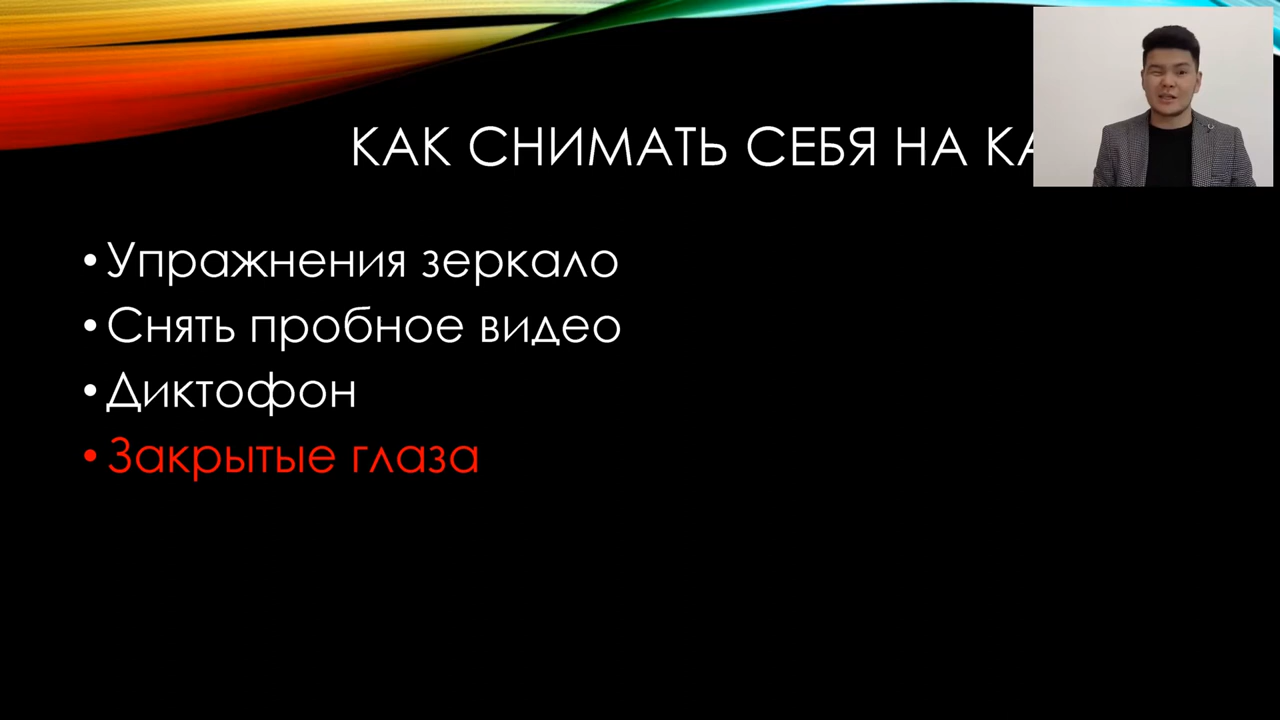 КАК СНИМАТЬ СЕБЯ НА
• Упражнения зеркало
• Снять пробное видео
• Диктофон
• Закрытые глаза